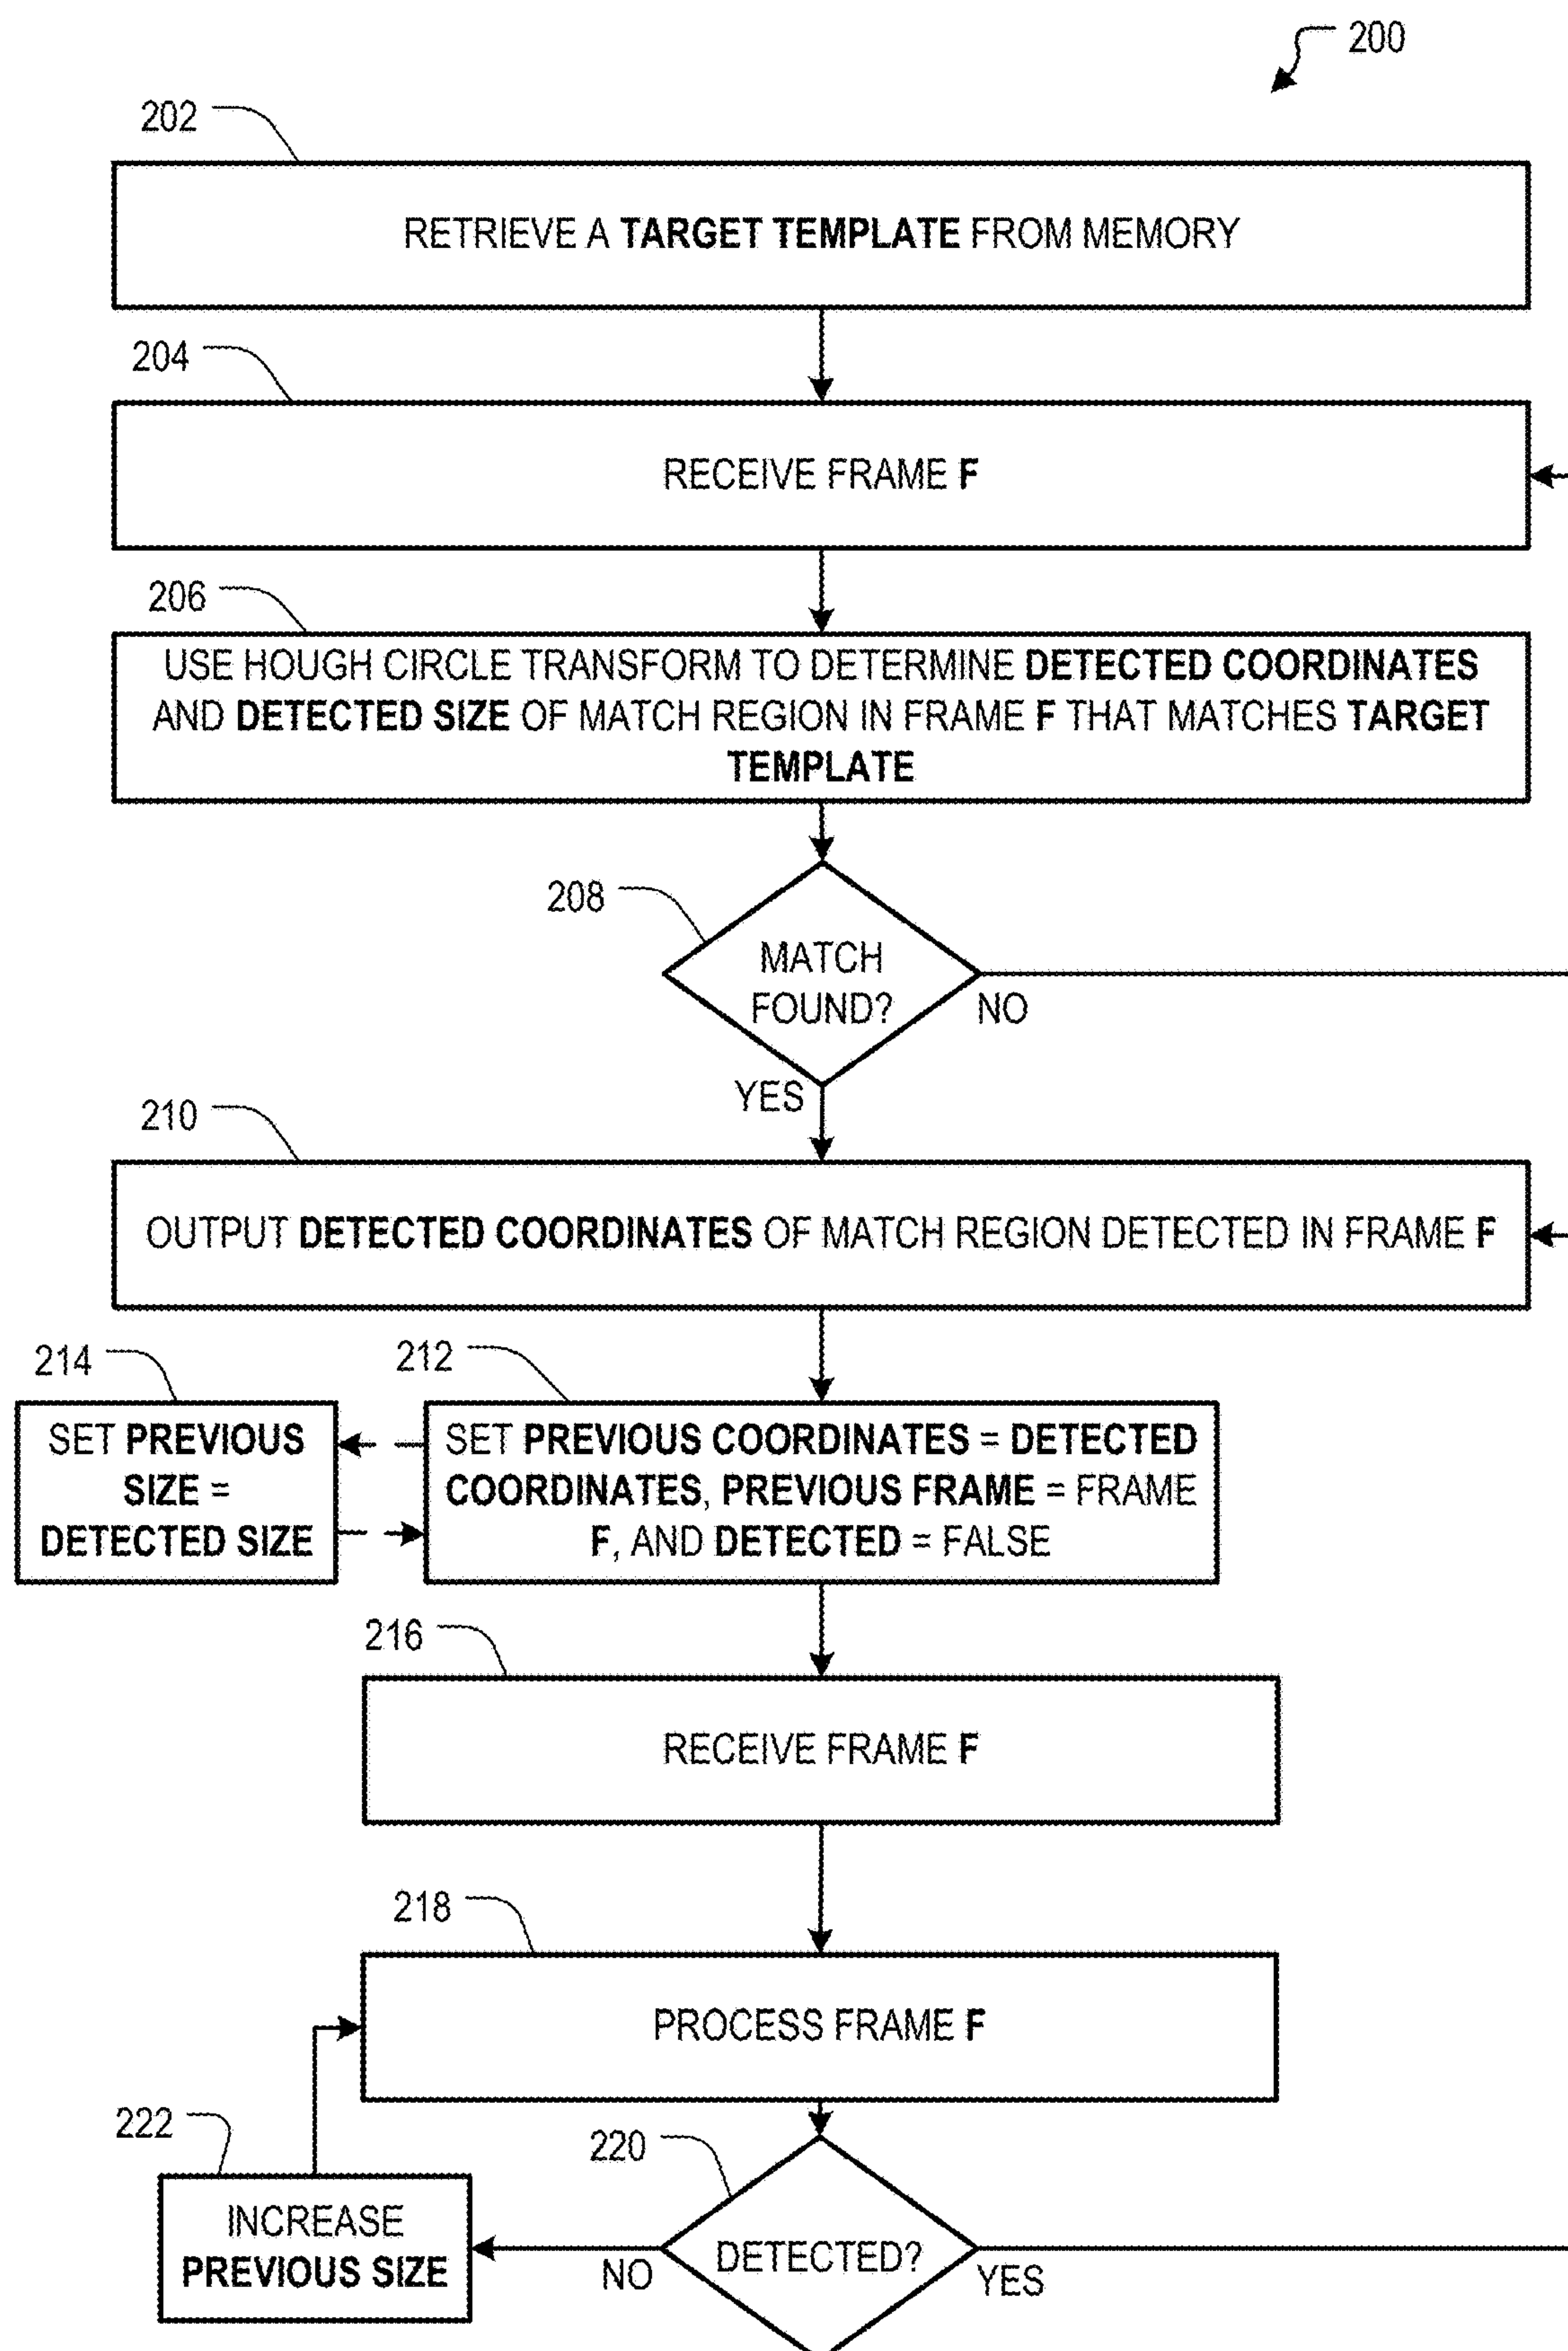 200
202
RETRIEVE A TARGET TEMPLATE FROM MEMORY
204
RECEIVE FRAME F
206
USE HOUGH CIRCLE TRANSFORM TO DETERMINE DETECTED COORDINATES
AND DETECTED SIZE OF MATCH REGION IN FRAME F THAT MATCHES TARGET
TEMPLATE
208
MATCH
FOUND?
NO
YES
210
OUTPUT DETECTED COORDINATES OF MATCH REGION DETECTED IN FRAME F
214
SET PREVIOUS
SIZE =
DETECTED SIZE
212
SET PREVIOUS COORDINATES = DETECTED
COORDINATES, PREVIOUS FRAME = FRAME
F, AND DETECTED = FALSE
216
RECEIVE FRAME F
218
PROCESS FRAME F
222
INCREASE
PREVIOUS SIZE
220
DETECTED?
NO
YES